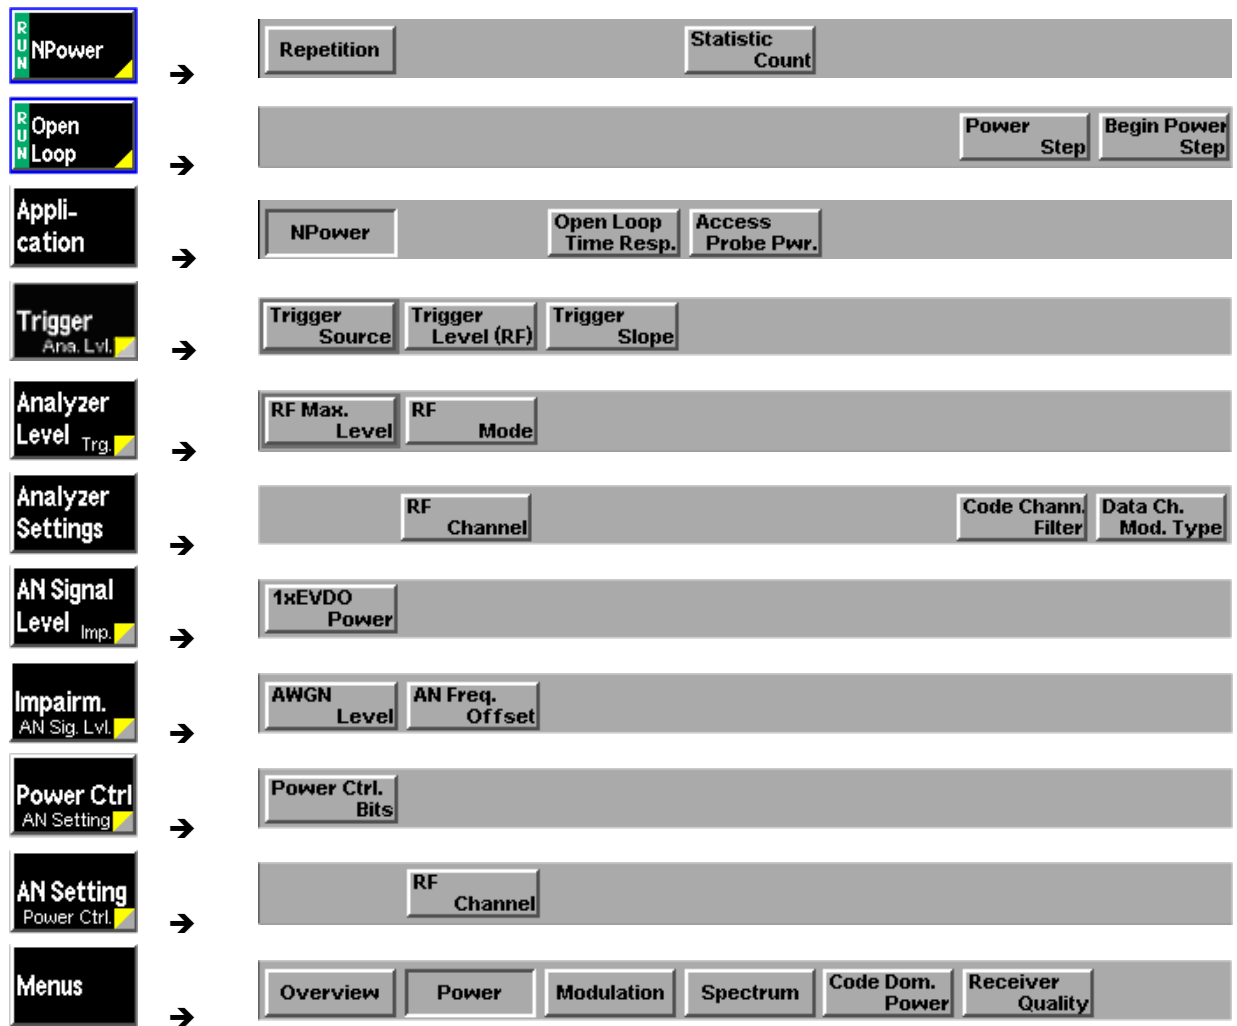 RUN NPower → Repetition Statistic Count
RUN Open Loop → Power Step Begin Power Step
Appli-cation → NPower Open Loop Time Resp. Access Probe Pwr.
Trigger Ana. Lvl. → Trigger Source Trigger Level (RF) Trigger Slope
Analyzer Level Trg. → RF Max. Level RF Mode
Analyzer Settings → RF Channel Code Chann. Filter Data Ch. Mod. Type
AN Signal Level Imp. → 1xEVDO Power
Impairm. AN Sig. Lvl. → AWGN Level AN Freq. Offset
Power Ctrl AN Setting → Power Ctrl. Bits
AN Setting Power Ctrl. → RF Channel
Menus → Overview Power Modulation Spectrum Code Dom. Power Receiver Quality